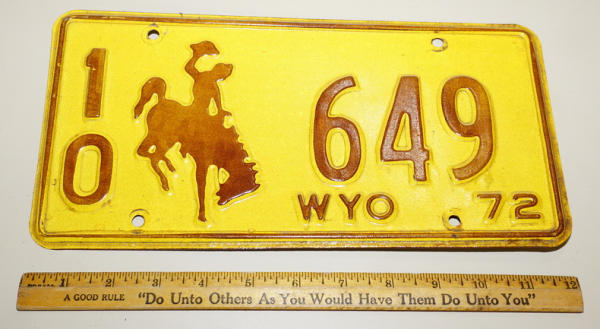 10
649
WYO 72
1 2 3 4 5 6 7 8 9 10 11 12
A GOOD RULE "Do Unto Others As You Would Have Them Do Unto You"